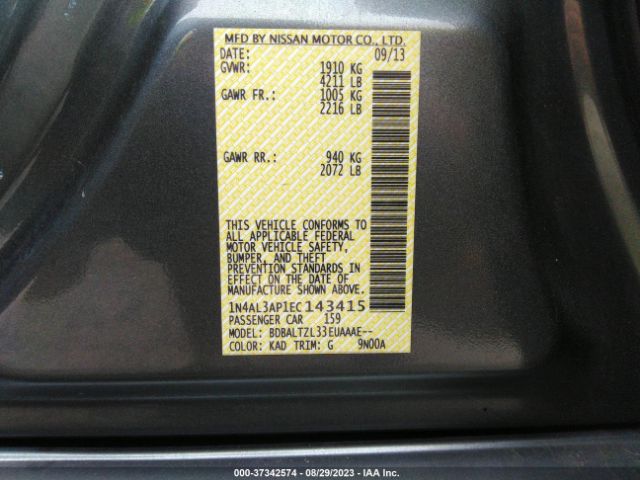 MFD BY NISSAN MOTOR CO., LTD.
DATE: 09/13
GVWR: 1910 KG
4211 LB
GAWR FR.: 1005 KG
2216 LB
GAWR RR.: 940 KG
2072 LB
THIS VEHICLE CONFORMS TO
ALL APPLICABLE FEDERAL
MOTOR VEHICLE SAFETY,
BUMPER, AND THEFT
PREVENTION STANDARDS IN
EFFECT ON THE DATE OF
MANUFACTURE SHOWN ABOVE.
1N4AL3AP1EC143415
PASSENGER CAR 159
MODEL: BDBALTZL33EUAAAE--
COLOR: KAD TRIM: G 9N00A
000-37342574 - 08/29/2023 - IAA Inc.